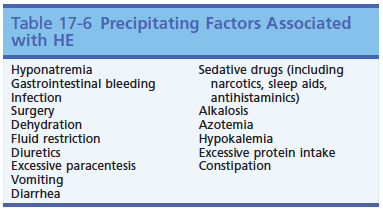 Table 17-6 Precipitating Factors Associated
with HE
Hyponatremia
Gastrointestinal bleeding
Infection
Surgery
Dehydration
Fluid restriction
Diuretics
Excessive paracentesis
Vomiting
Diarrhea
Sedative drugs (including
narcotics, sleep aids,
antihistaminics)
Alkalosis
Azotemia
Hypokalemia
Excessive protein intake
Constipation